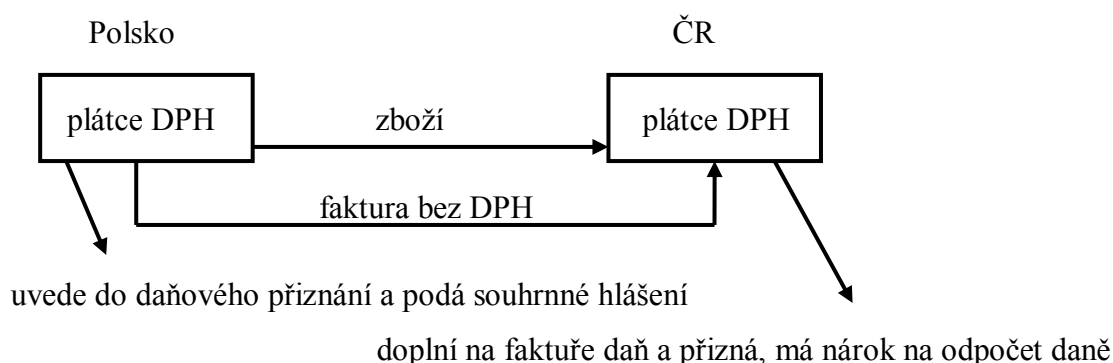 Polsko
ČR
plátce DPH
zboží
plátce DPH
faktura bez DPH
uvede do daňového přiznání a podá souhrnné hlášení
doplní na faktuře daň a přizná, má nárok na odpočet daně